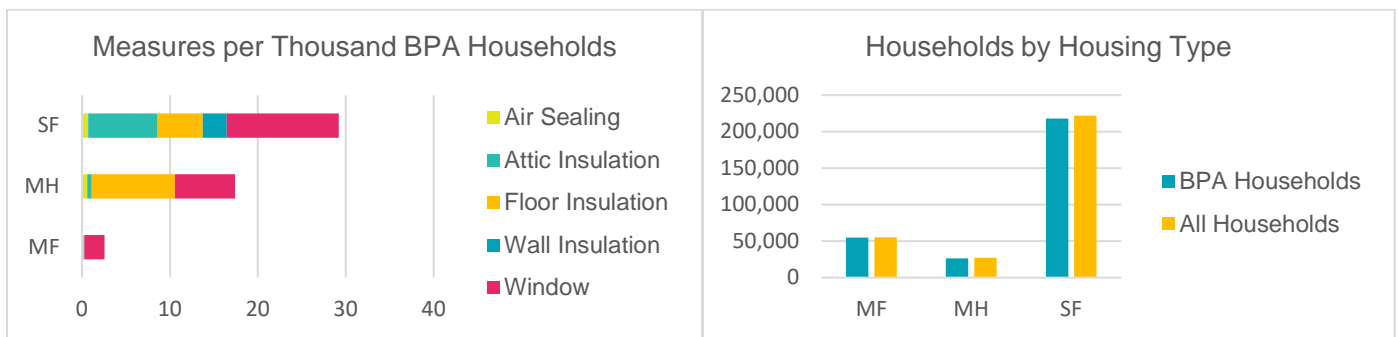 Measures per Thousand BPA Households
SF
MH
MF
0 10 20 30 40
Air Sealing
Attic Insulation
Floor Insulation
Wall Insulation
Window
Households by Housing Type
250,000
200,000
150,000
100,000
50,000
0
MF MH SF
BPA Households
All Households